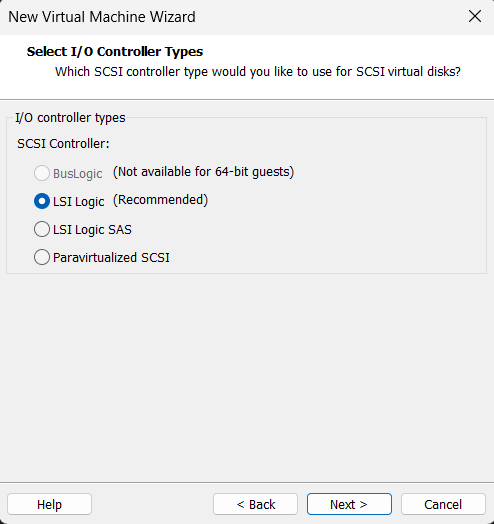 New Virtual Machine Wizard
Select I/O Controller Types
Which SCSI controller type would you like to use for SCSI virtual disks?
I/O controller types
SCSI Controller:
BusLogic (Not available for 64-bit guests)
LSI Logic (Recommended)
LSI Logic SAS
Paravirtualized SCSI
Help < Back Next > Cancel